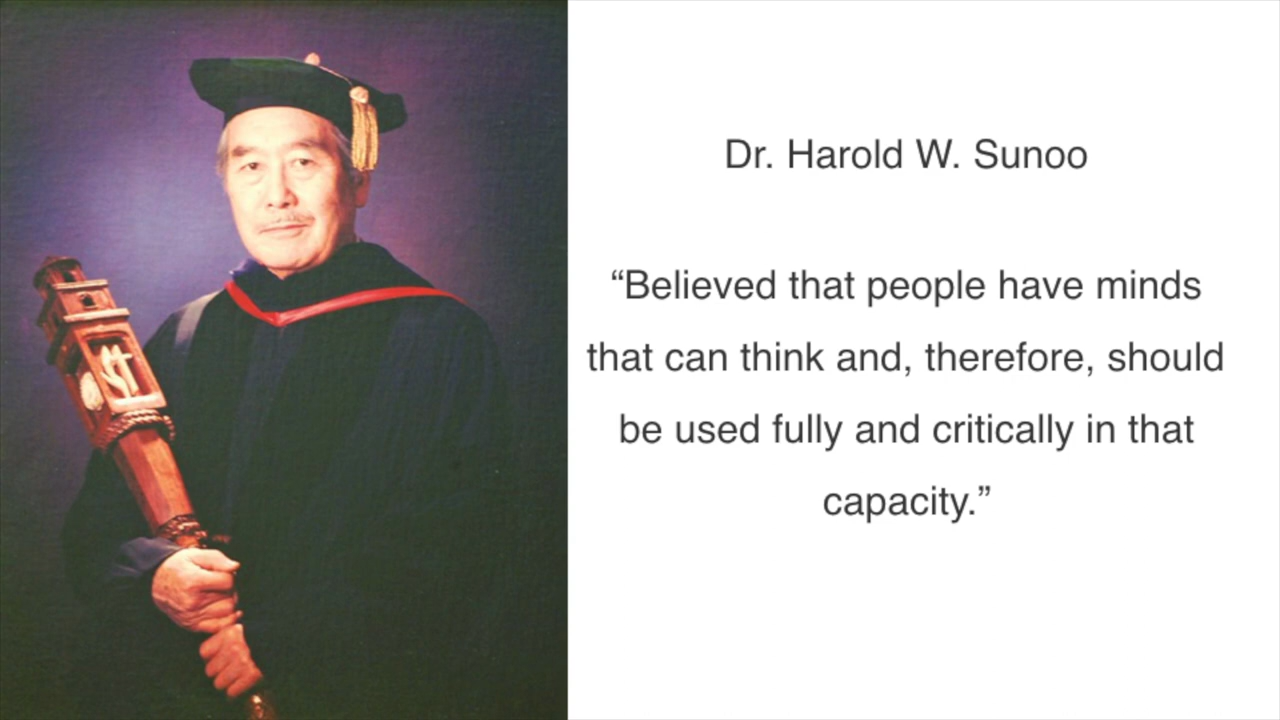 Dr. Harold W. Sunoo
“Believed that people have minds
that can think and, therefore, should
be used fully and critically in that
capacity.”